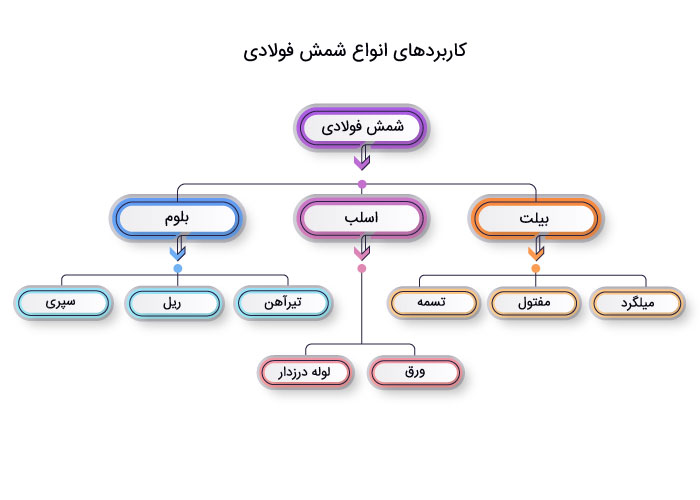 کاربردهای انواع شمش فولادی
شمش فولادی
بیلت
اسلب
بلوم
میلگرد
مفتول
تسمه
تیرآهن
ریل
سپری
ورق
لوله درزدار